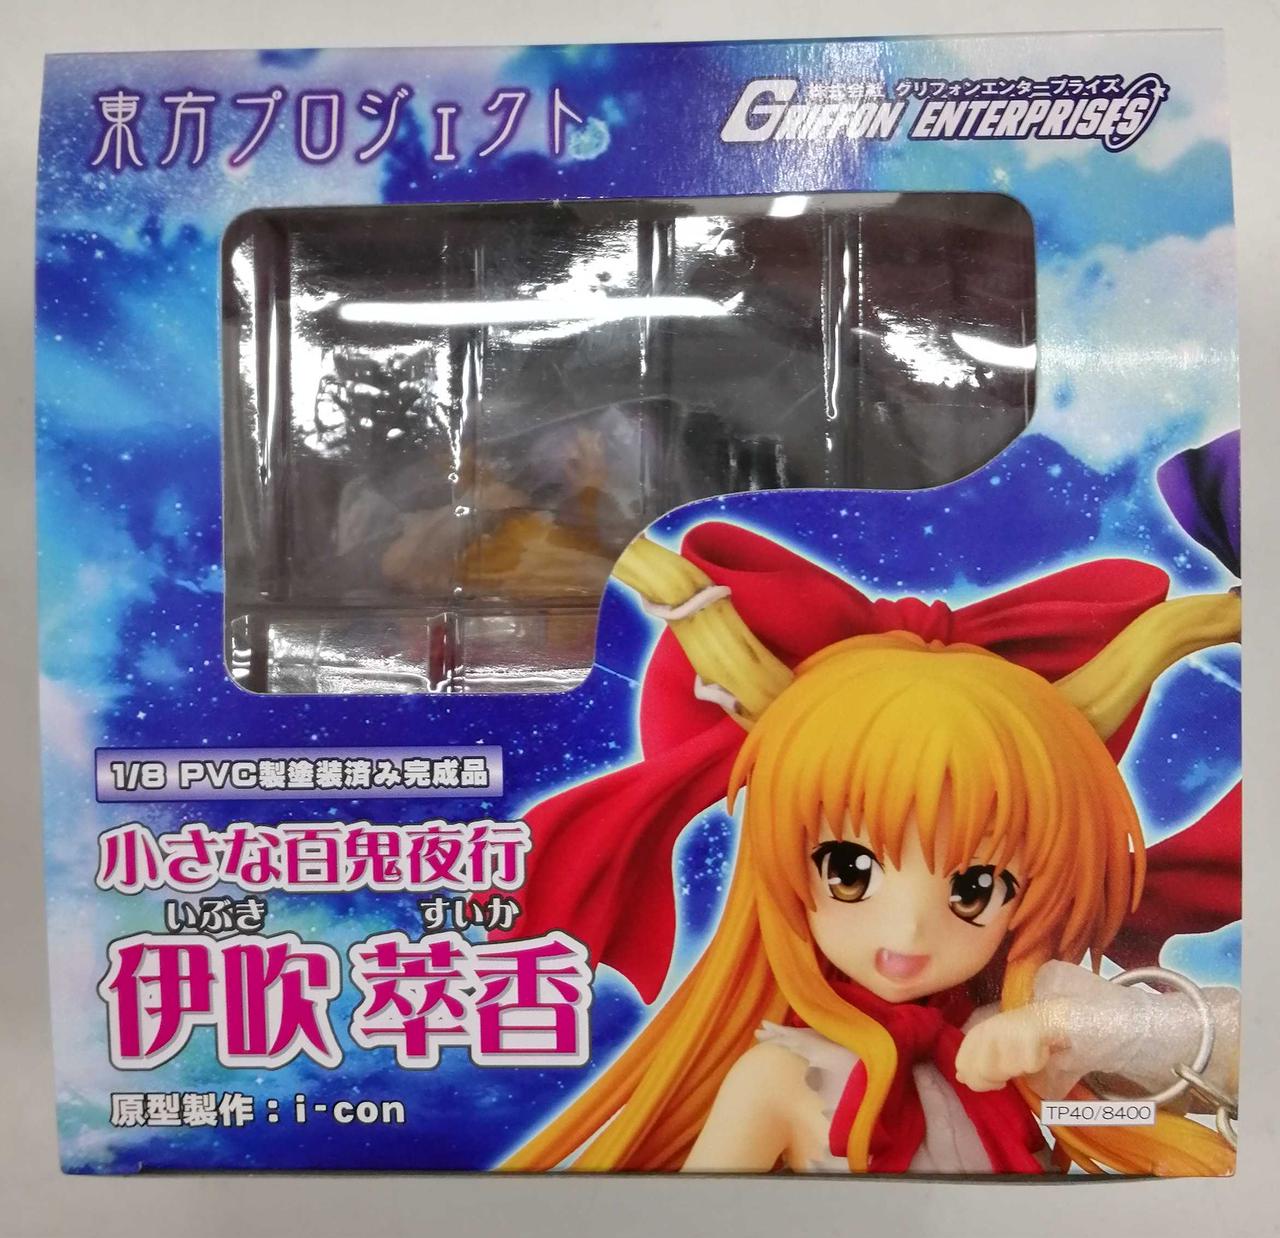 東方プロジェクト
株式会社 グリフォンエンタープライズ
GRIFFON ENTERPRISES
1/8 PVC製塗装済み完成品
小さな百鬼夜行
いぶき すいか
伊吹 萃香
原型製作：i-con
TP40/8400